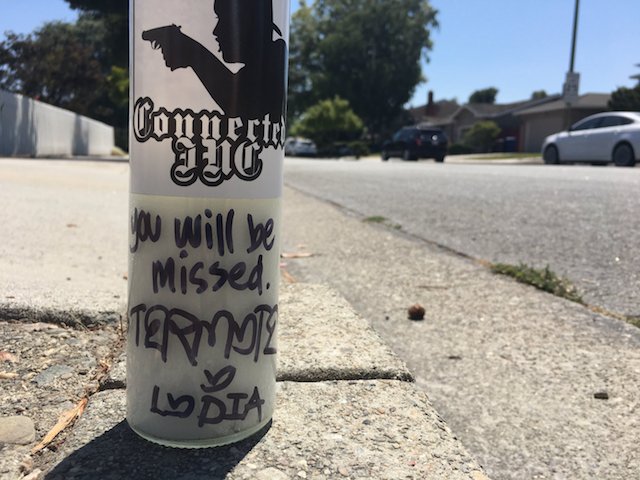 Connected
INC
you will be
missed.
TERMITE
LYDIA